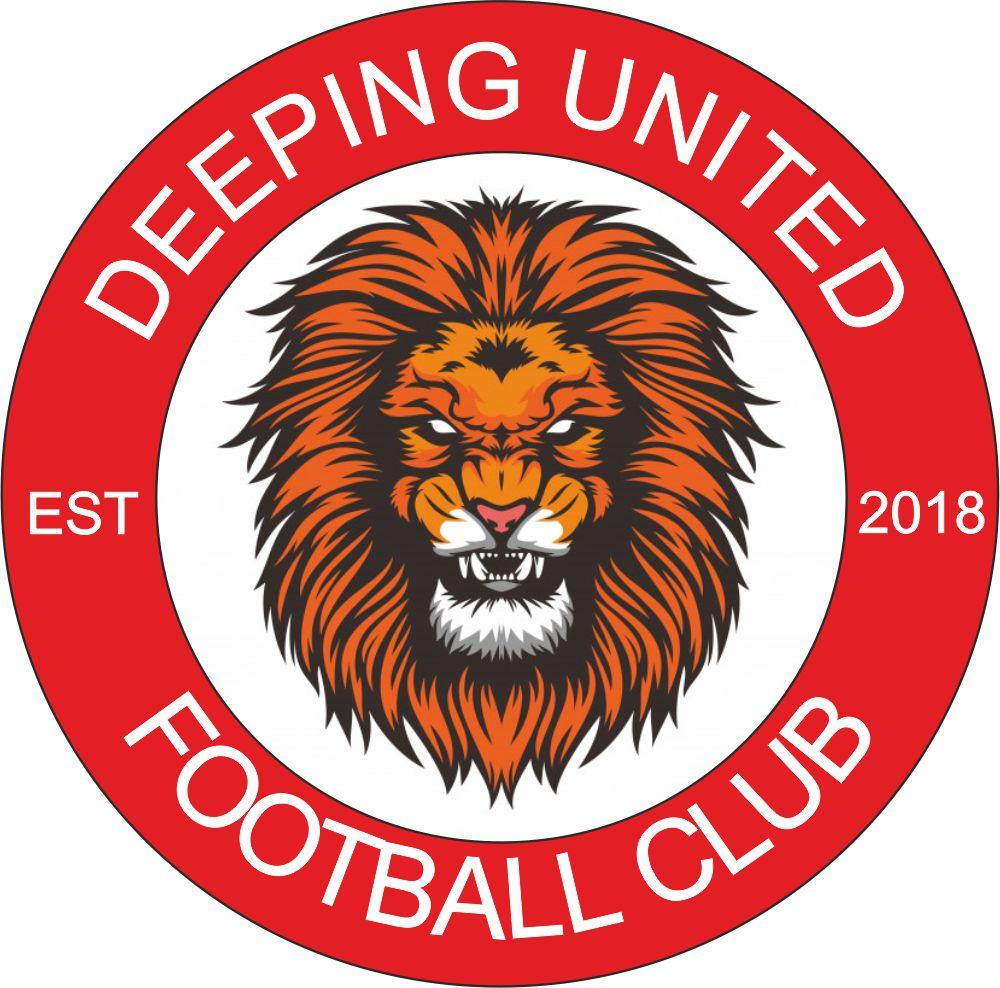 DEEPING UNITED
EST
2018
FOOTBALL CLUB